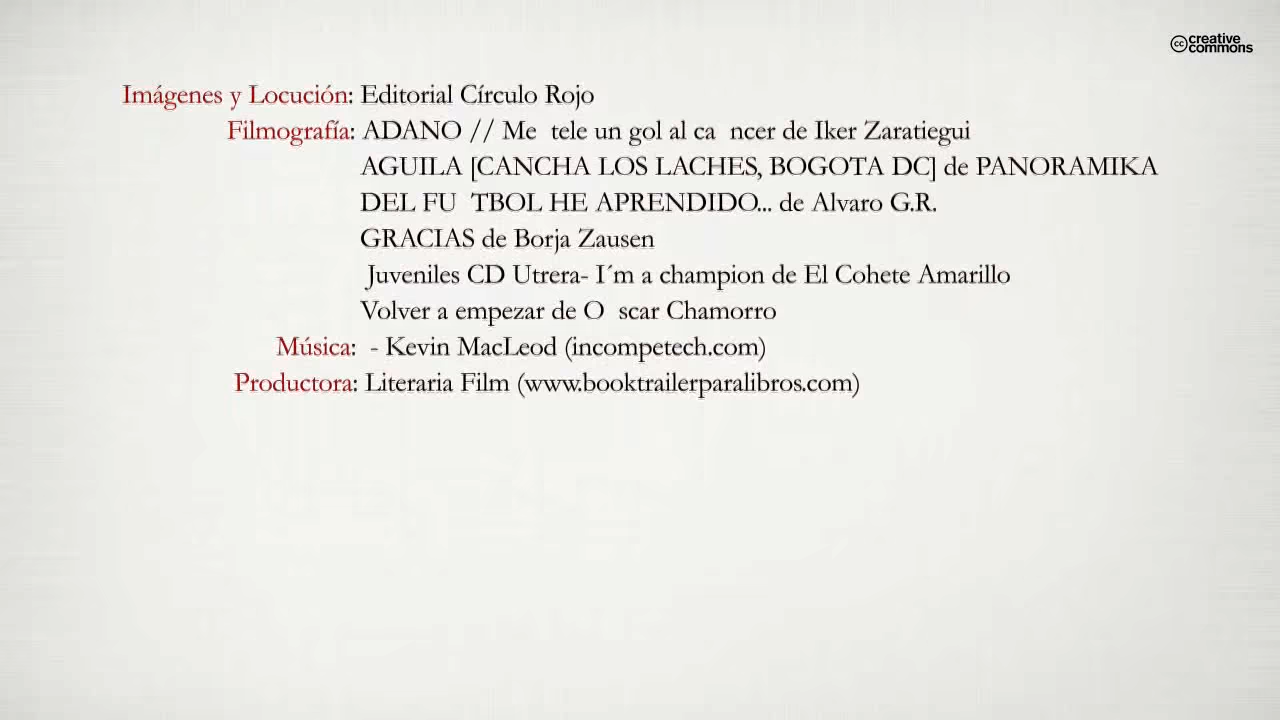 cc creative
commons
Imágenes y Locución: Editorial Círculo Rojo
Filmografía: ADANO // Me  tele un gol al ca  ncer de Iker Zaratiegui
AGUILA [CANCHA LOS LACHES, BOGOTA DC] de PANORAMIKA
DEL FU  TBOL HE APRENDIDO... de Alvaro G.R.
GRACIAS de Borja Zausen
Juveniles CD Utrera- I´m a champion de El Cohete Amarillo
Volver a empezar de O  scar Chamorro
Música:  - Kevin MacLeod (incompetech.com)
Productora: Literaria Film (www.booktrailerparalibros.com)